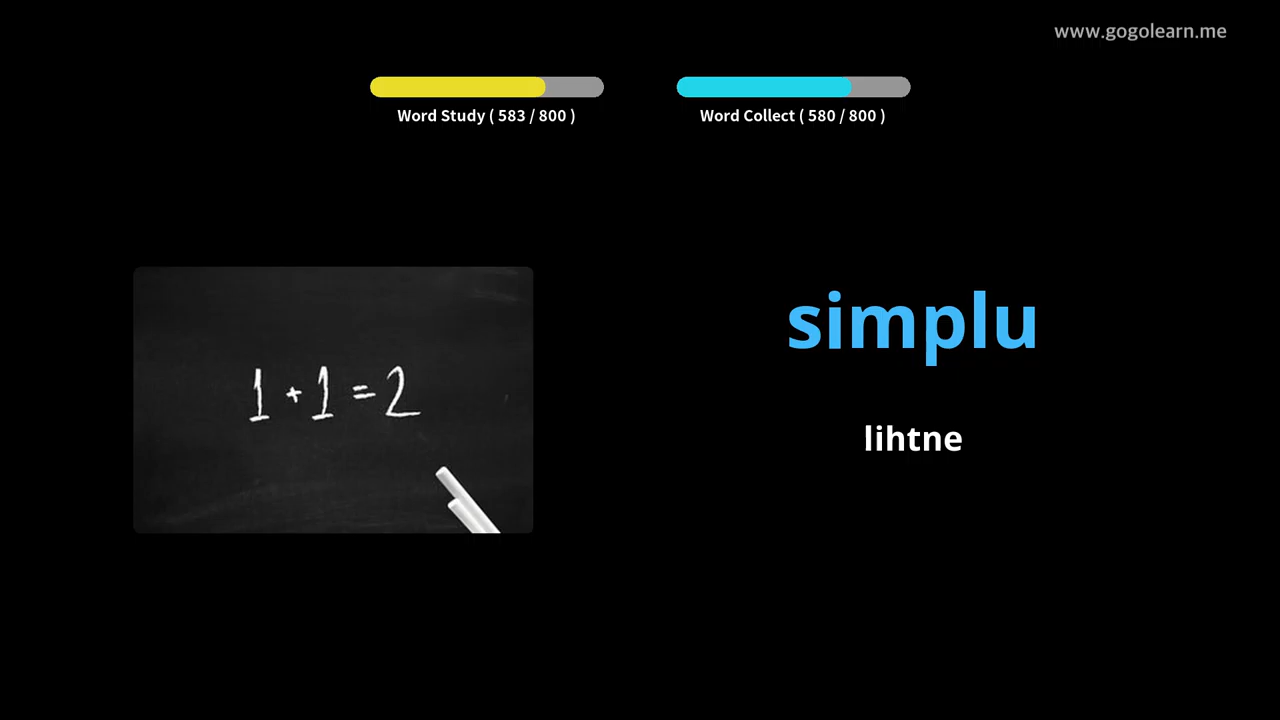 www.gogolearn.me
Word Study ( 583 / 800 )
Word Collect ( 580 / 800 )
1 + 1 = 2
simplu
lihtne